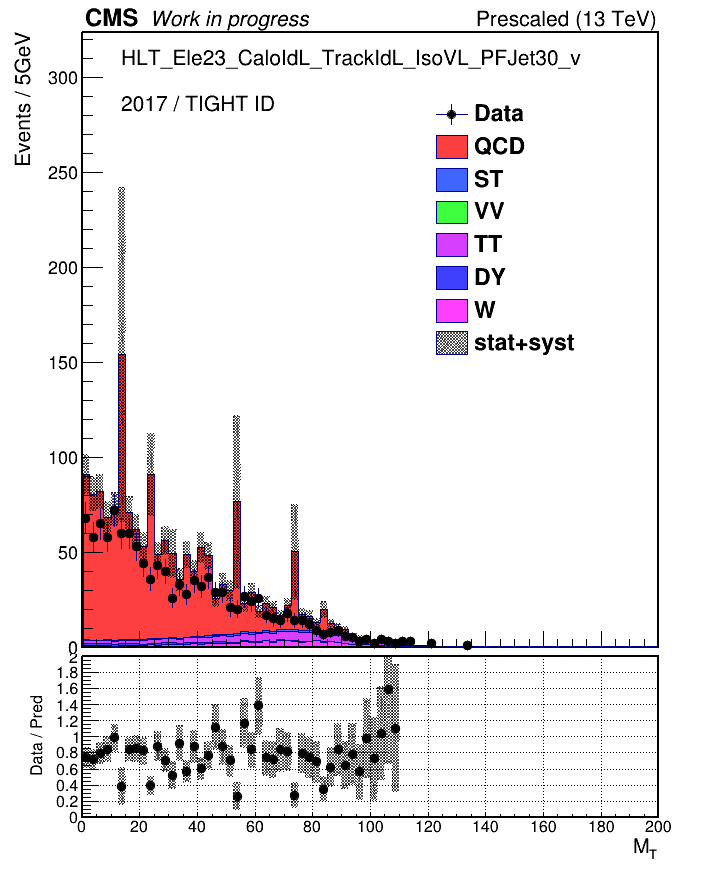 CMS Work in progress Prescaled (13 TeV)
HLT_Ele23_CaloIdL_TrackIdL_IsoVL_PFJet30_v
2017 / TIGHT ID
Events / 5GeV
300
250
200
150
100
50
0
Data
QCD
ST
VV
TT
DY
W
stat+syst
Data / Pred
2
1.8
1.6
1.4
1.2
1
0.8
0.6
0.4
0.2
0
0 20 40 60 80 100 120 140 160 180 200
M_T